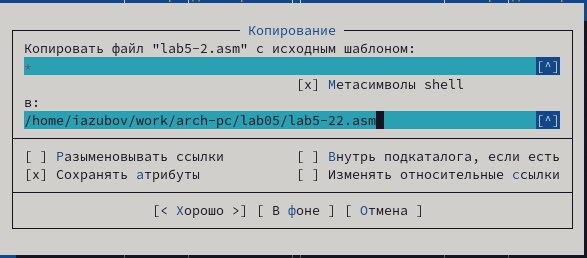 Копирование
Копировать файл "lab5-2.asm" с исходным шаблоном:
* [^]
[x] Метасимволы shell
в:
/home/iazubov/work/arch-pc/lab05/lab5-22.asm [^]
[ ] Разыменовывать ссылки [ ] Внутрь подкаталога, если есть
[x] Сохранять атрибуты [ ] Изменять относительные ссылки
[< Хорошо >] [ В фоне ] [ Отмена ]